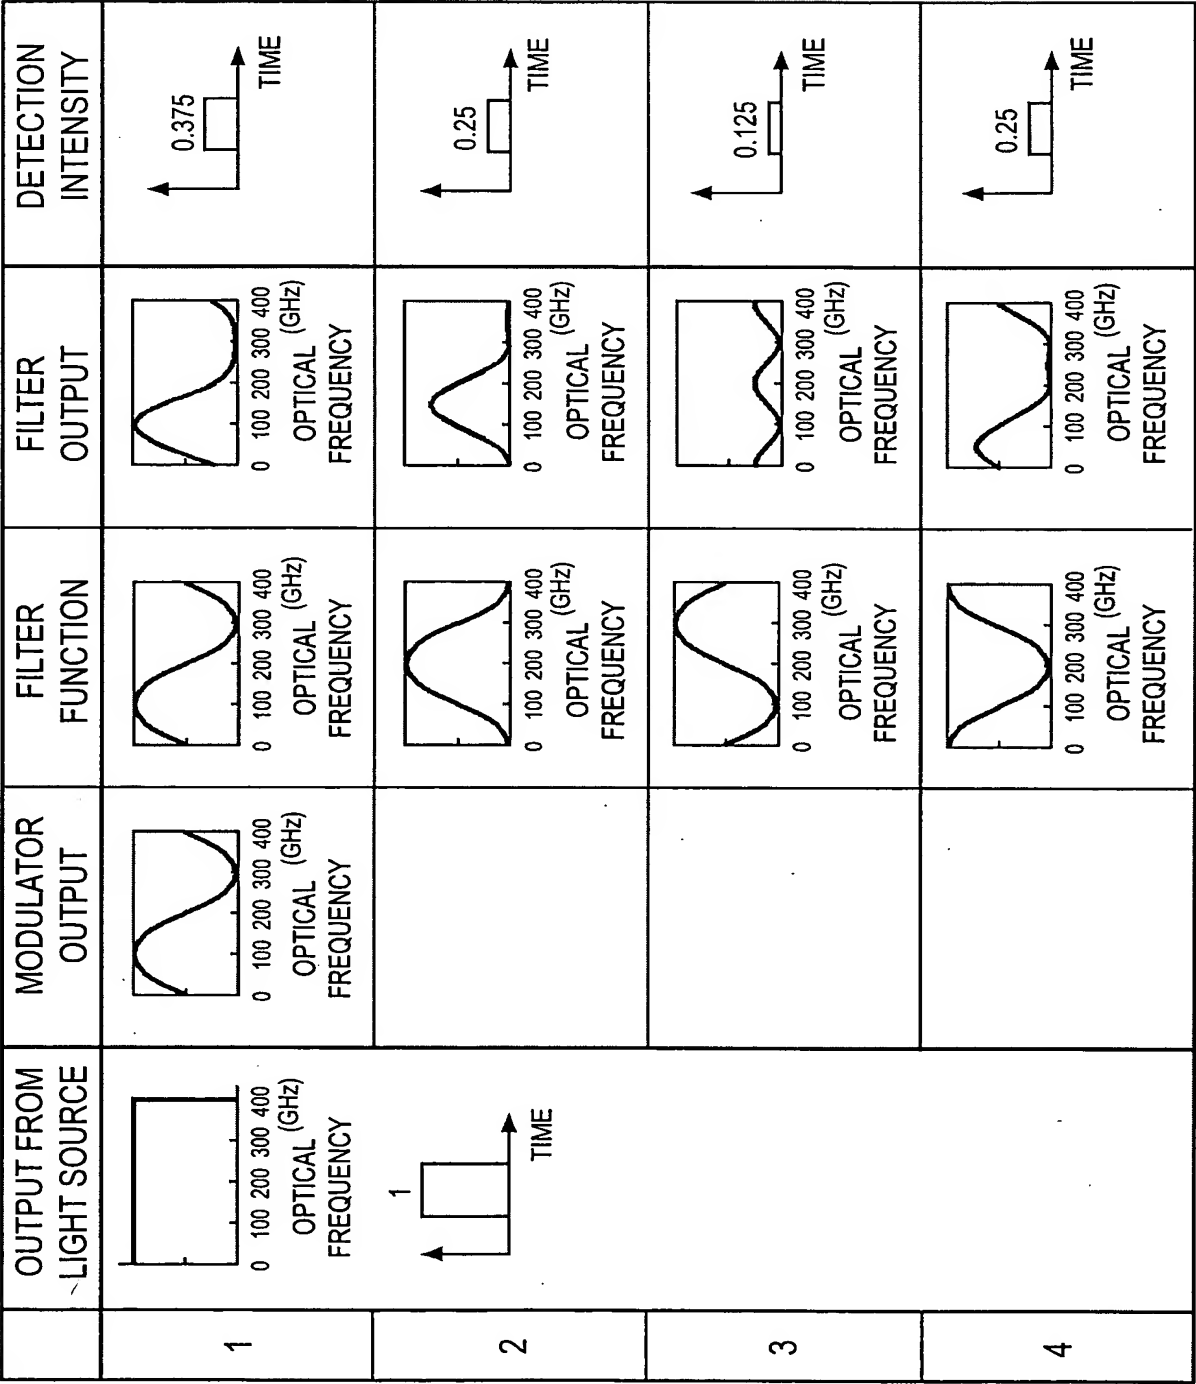 OUTPUT FROM
LIGHT SOURCE
MODULATOR
OUTPUT
FILTER
FUNCTION
FILTER
OUTPUT
DETECTION
INTENSITY
1
0 100 200 300 400
(GHz)
OPTICAL
FREQUENCY
0 100 200 300 400
(GHz)
OPTICAL
FREQUENCY
0 100 200 300 400
(GHz)
OPTICAL
FREQUENCY
0 100 200 300 400
(GHz)
OPTICAL
FREQUENCY
0.375
TIME
2
1
TIME
0 100 200 300 400
(GHz)
OPTICAL
FREQUENCY
0 100 200 300 400
(GHz)
OPTICAL
FREQUENCY
0.25
TIME
3
0 100 200 300 400
(GHz)
OPTICAL
FREQUENCY
0 100 200 300 400
(GHz)
OPTICAL
FREQUENCY
0.125
TIME
4
0 100 200 300 400
(GHz)
OPTICAL
FREQUENCY
0 100 200 300 400
(GHz)
OPTICAL
FREQUENCY
0.25
TIME